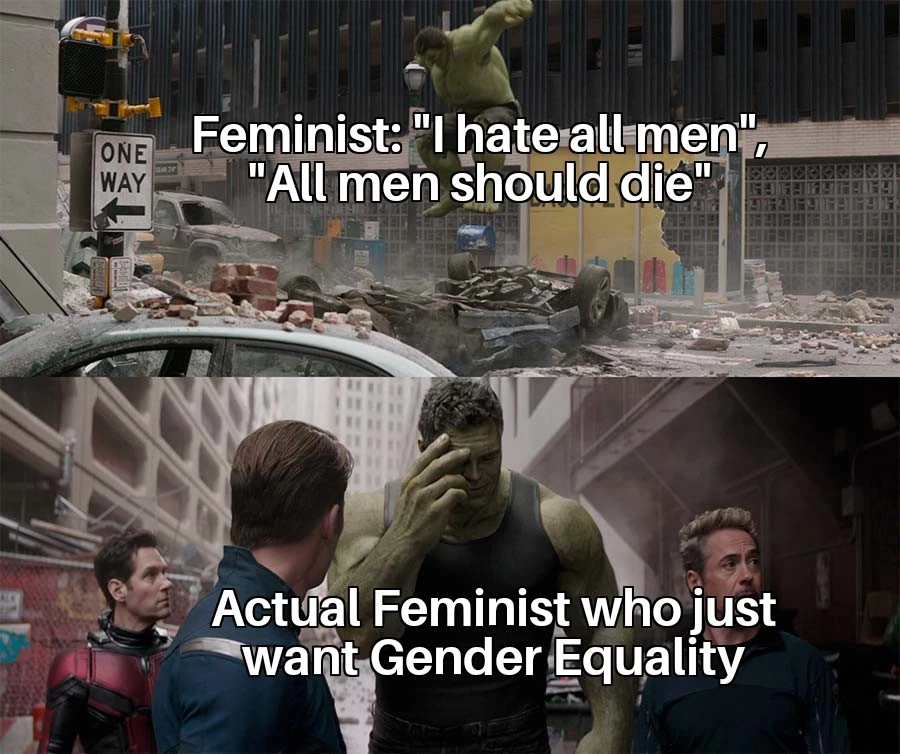 ONE
WAY
Feminist: "I hate all men",
"All men should die"
Actual Feminist who just
want Gender Equality